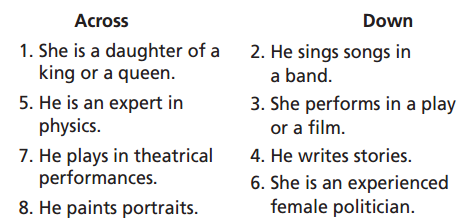 Across
1. She is a daughter of a
king or a queen.
5. He is an expert in
physics.
7. He plays in theatrical
performances.
8. He paints portraits.
Down
2. He sings songs in
a band.
3. She performs in a play
or a film.
4. He writes stories.
6. She is an experienced
female politician.